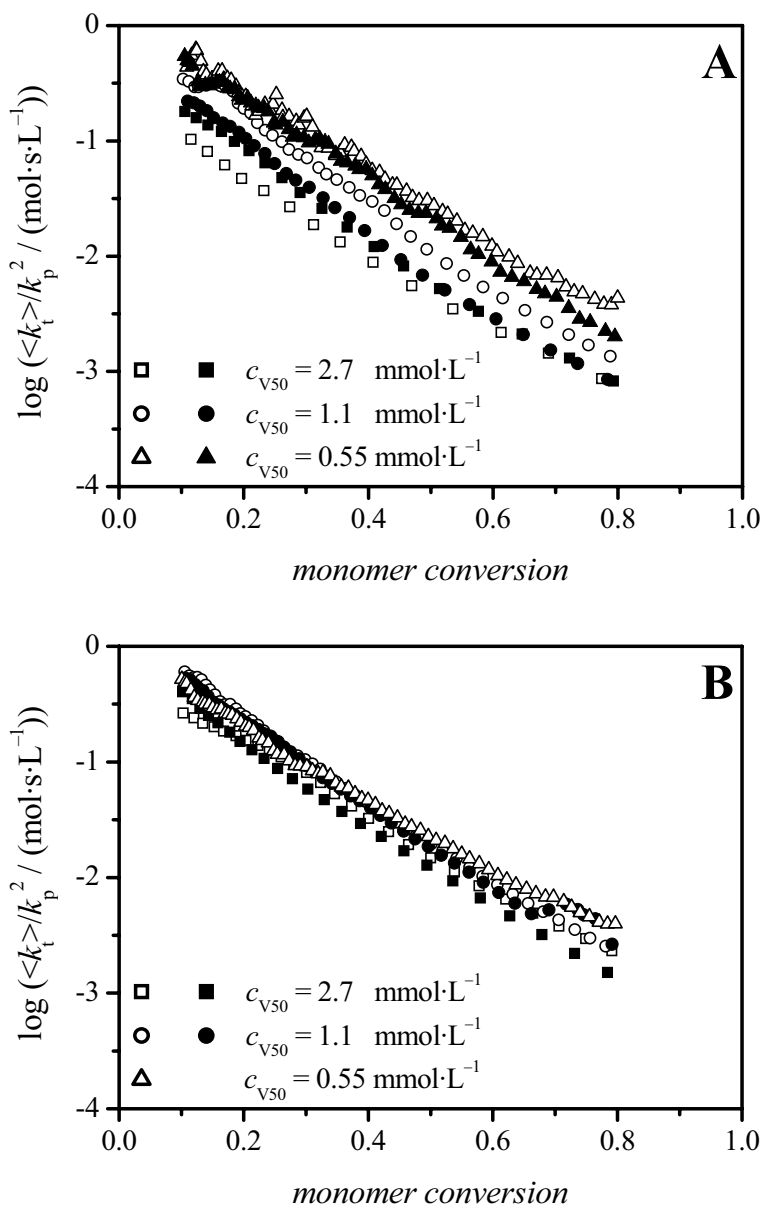 A
0
-1
-2
-3
-4
log (<k_t>/k_p^2 / (mol·s·L^−1))
c_V50 = 2.7 mmol·L^−1
c_V50 = 1.1 mmol·L^−1
c_V50 = 0.55 mmol·L^−1
0.0 0.2 0.4 0.6 0.8 1.0
monomer conversion
B
0
-1
-2
-3
-4
log (<k_t>/k_p^2 / (mol·s·L^−1))
c_V50 = 2.7 mmol·L^−1
c_V50 = 1.1 mmol·L^−1
c_V50 = 0.55 mmol·L^−1
0.0 0.2 0.4 0.6 0.8 1.0
monomer conversion